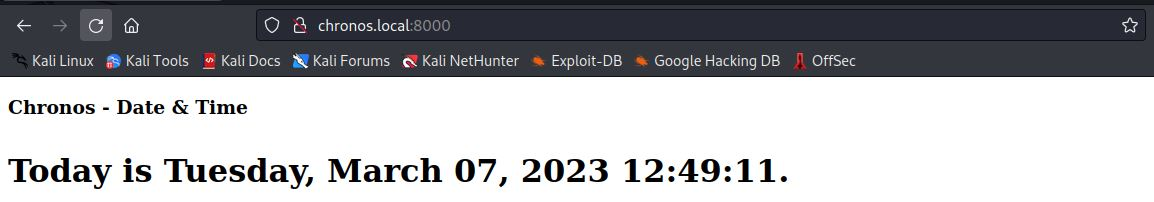 chronos.local:8000
Kali Linux Kali Tools Kali Docs Kali Forums Kali NetHunter Exploit-DB Google Hacking DB OffSec
Chronos - Date & Time
Today is Tuesday, March 07, 2023 12:49:11.